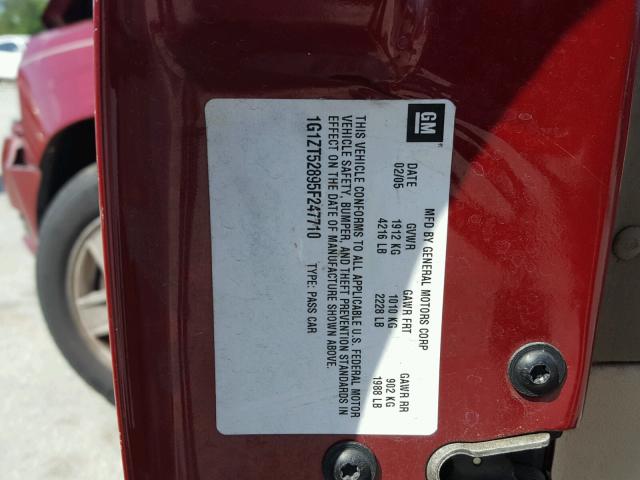 GM
MFD BY GENERAL MOTORS CORP
DATE GVWR GAWR FRT GAWR RR
02/05 1912 KG 1010 KG 902 KG
4216 LB 2228 LB 1988 LB
THIS VEHICLE CONFORMS TO ALL APPLICABLE U.S. FEDERAL MOTOR
VEHICLE SAFETY, BUMPER, AND THEFT PREVENTION STANDARDS IN
EFFECT ON THE DATE OF MANUFACTURE SHOWN ABOVE.
1G1ZT52895F247710 TYPE: PASS CAR